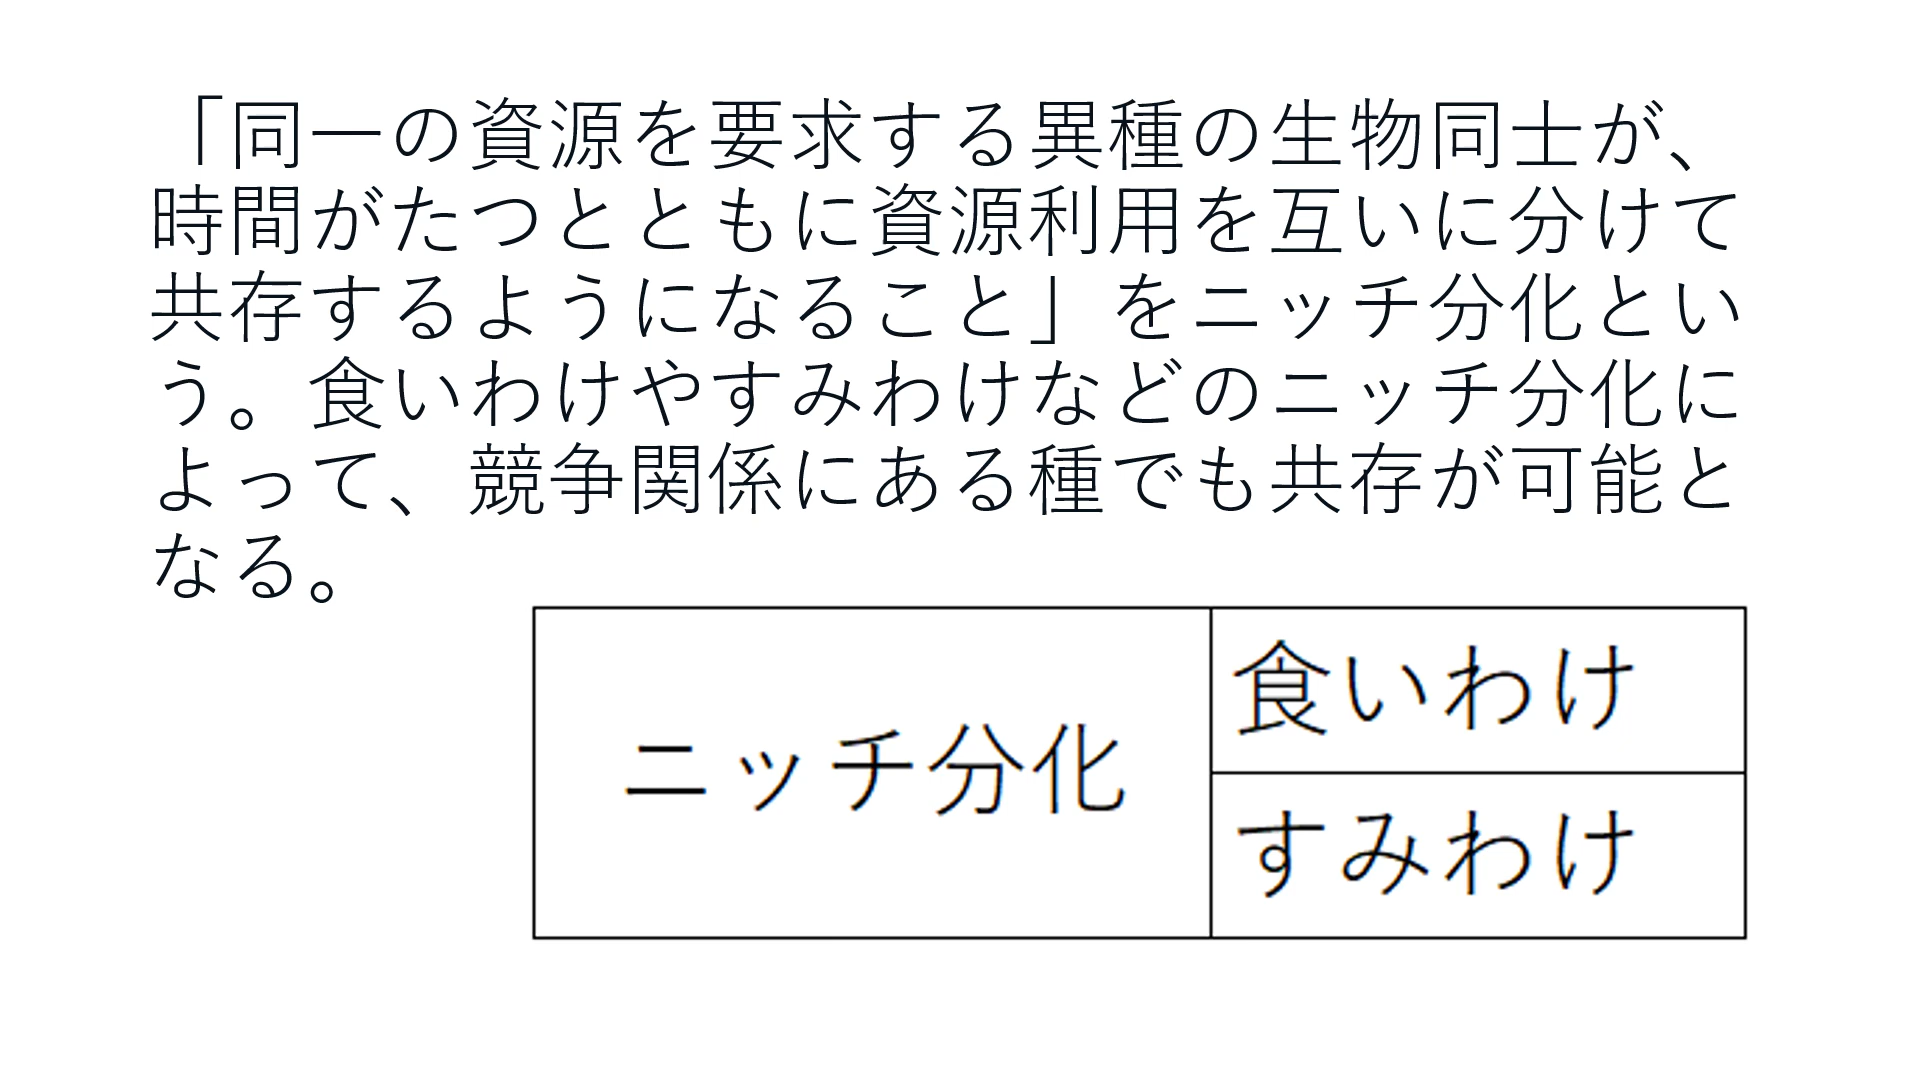 「同一の資源を要求する異種の生物同士が、
時間がたつとともに資源利用を互いに分けて
共存するようになること」をニッチ分化とい
う。食いわけやすみわけなどのニッチ分化に
よって、競争関係にある種でも共存が可能と
なる。
ニッチ分化
食いわけ
すみわけ